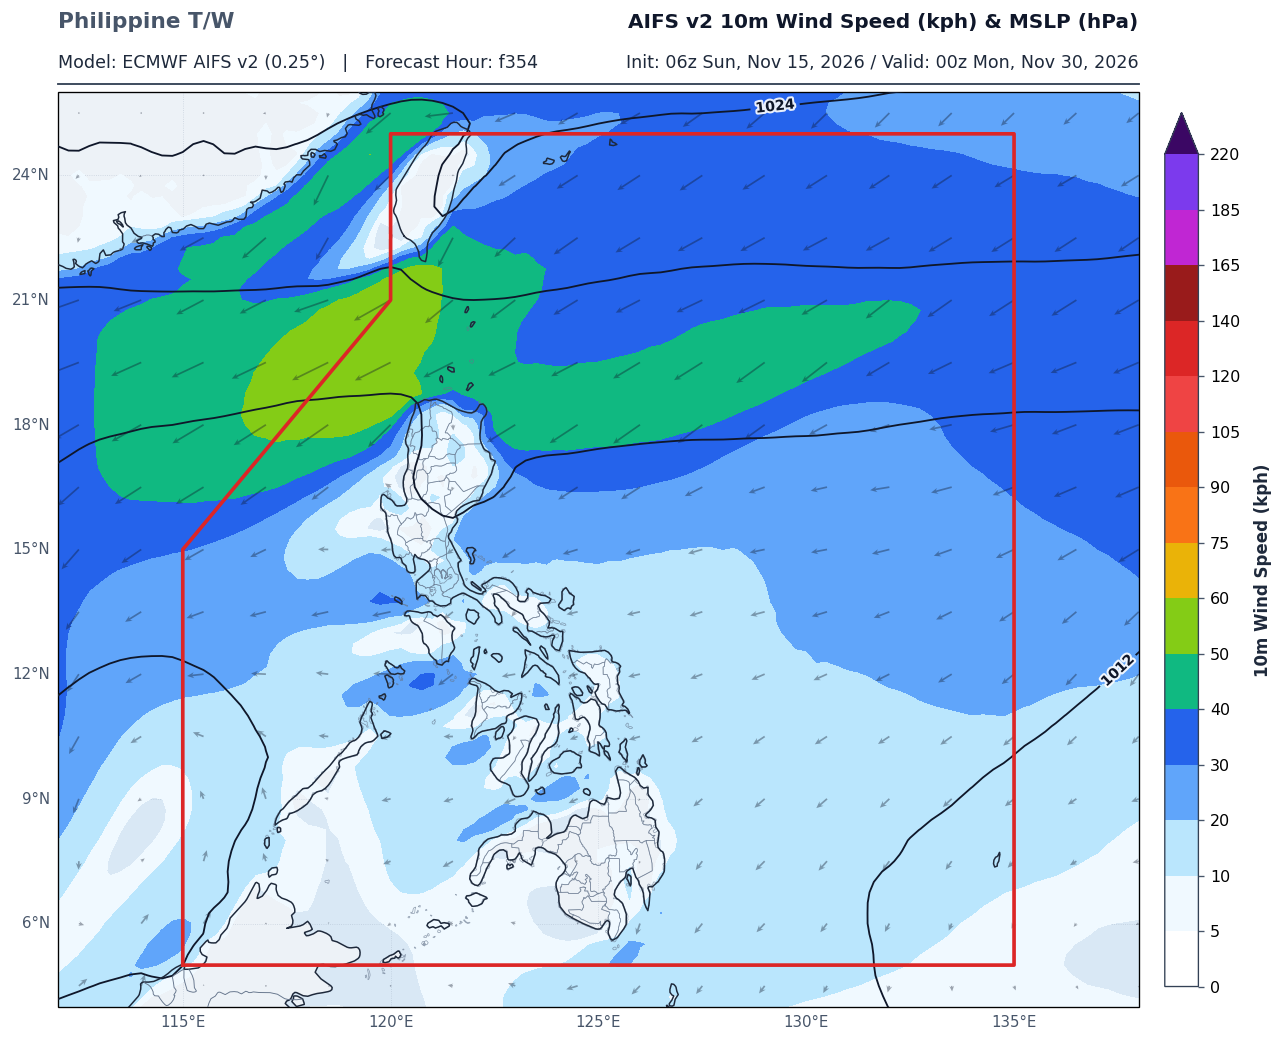 Philippine T/W
AIFS v2 10m Wind Speed (kph) & MSLP (hPa)
Model: ECMWF AIFS v2 (0.25°) | Forecast Hour: f354
Init: 06z Sun, Nov 15, 2026 / Valid: 00z Mon, Nov 30, 2026
1024
1012
24°N
21°N
18°N
15°N
12°N
9°N
6°N
115°E
120°E
125°E
130°E
135°E
220
185
165
140
120
105
90
75
60
50
40
30
20
10
5
0
10m Wind Speed (kph)